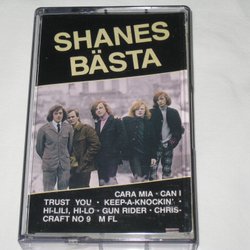 SHANES
BÄSTA
CARA MIA · CAN I
TRUST YOU · KEEP-A-KNOCKIN' ·
HI-LILI, HI-LO · GUN RIDER · CHRIS-
CRAFT NO 9 M FL